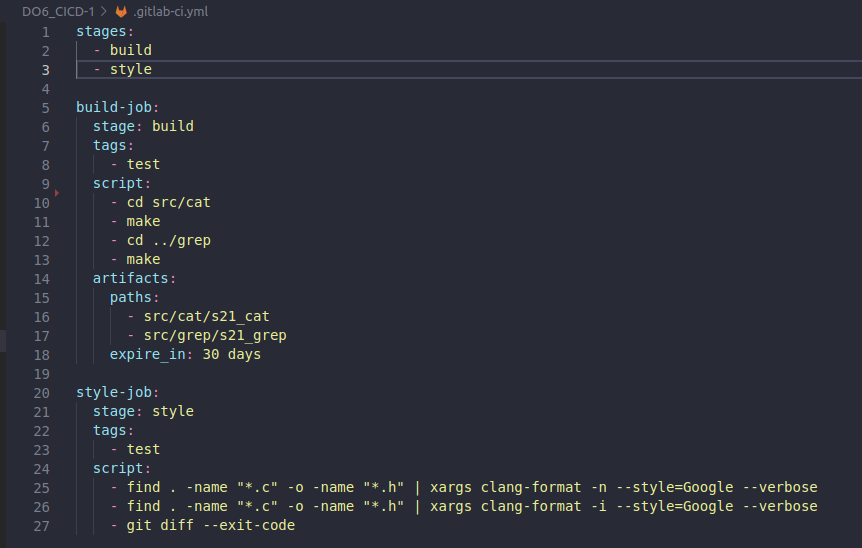 DO6_CICD-1 > .gitlab-ci.yml
1 stages:
2   - build
3   - style
4
5 build-job:
6   stage: build
7   tags:
8     - test
9   script:
10     - cd src/cat
11     - make
12     - cd ../grep
13     - make
14   artifacts:
15     paths:
16       - src/cat/s21_cat
17       - src/grep/s21_grep
18     expire_in: 30 days
19
20 style-job:
21   stage: style
22   tags:
23     - test
24   script:
25     - find . -name "*.c" -o -name "*.h" | xargs clang-format -n --style=Google --verbose
26     - find . -name "*.c" -o -name "*.h" | xargs clang-format -i --style=Google --verbose
27     - git diff --exit-code